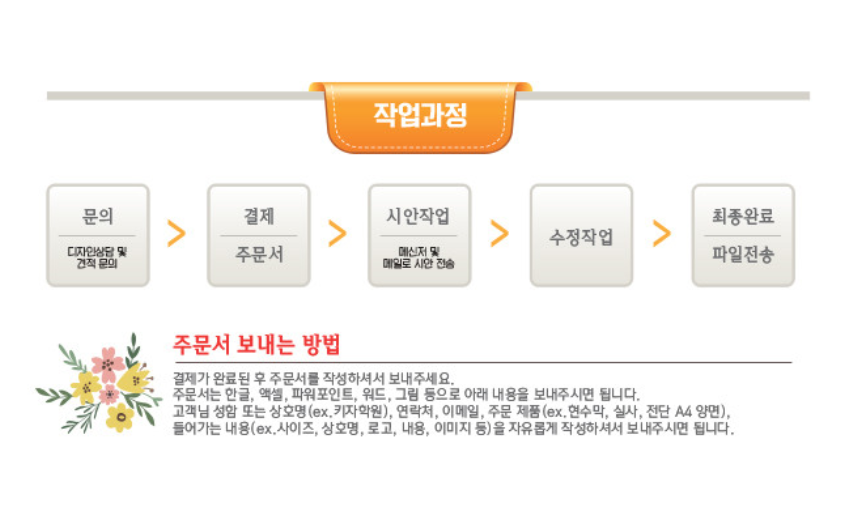 작업과정
문의
디자인상담 및
견적 문의
결제
주문서
시안작업
메신저 및
메일로 시안 전송
수정작업
최종완료
파일전송
주문서 보내는 방법
결제가 완료된 후 주문서를 작성하셔서 보내주세요.
주문서는 한글, 액셀, 파워포인트, 워드, 그림 등으로 아래 내용을 보내주시면 됩니다.
고객님 성함 또는 상호명(ex.키자학원), 연락처, 이메일, 주문 제품(ex.현수막, 실사, 전단 A4 양면),
들어가는 내용(ex.사이즈, 상호명, 로고, 내용, 이미지 등)을 자유롭게 작성하셔서 보내주시면 됩니다.